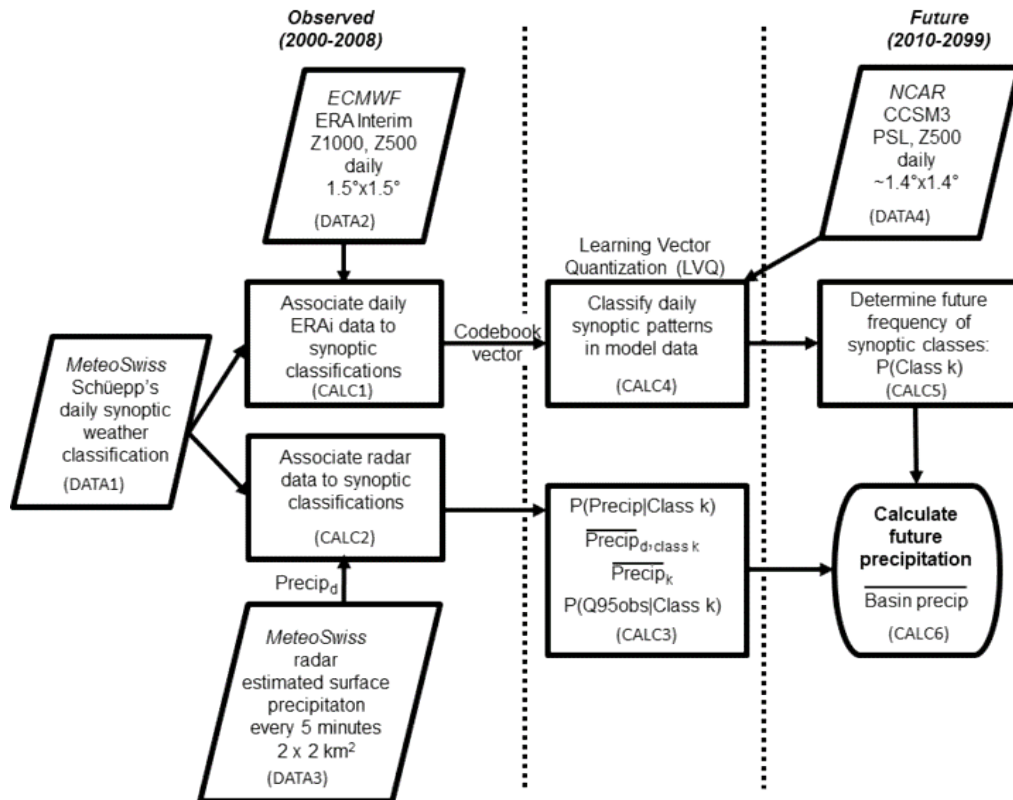 Observed
(2000-2008)
Future
(2010-2099)
ECMWF
ERA Interim
Z1000, Z500
daily
1.5°x1.5°
(DATA2)
NCAR
CCSM3
PSL, Z500
daily
~1.4°x1.4°
(DATA4)
MeteoSwiss
Schüepp's
daily synoptic
weather
classification
(DATA1)
Associate daily
ERAi data to
synoptic
classifications
(CALC1)
Codebook
vector
Learning Vector
Quantization (LVQ)
Classify daily
synoptic patterns
in model data
(CALC4)
Determine future
frequency of
synoptic classes:
P(Class k)
(CALC5)
Associate radar
data to synoptic
classifications
(CALC2)
Precip_d
MeteoSwiss
radar
estimated surface
precipitaton
every 5 minutes
2 x 2 km²
(DATA3)
P(Precip|Class k)
Precip_d,class k
Precip_k
P(Q95obs|Class k)
(CALC3)
Calculate
future
precipitation
Basin precip
(CALC6)